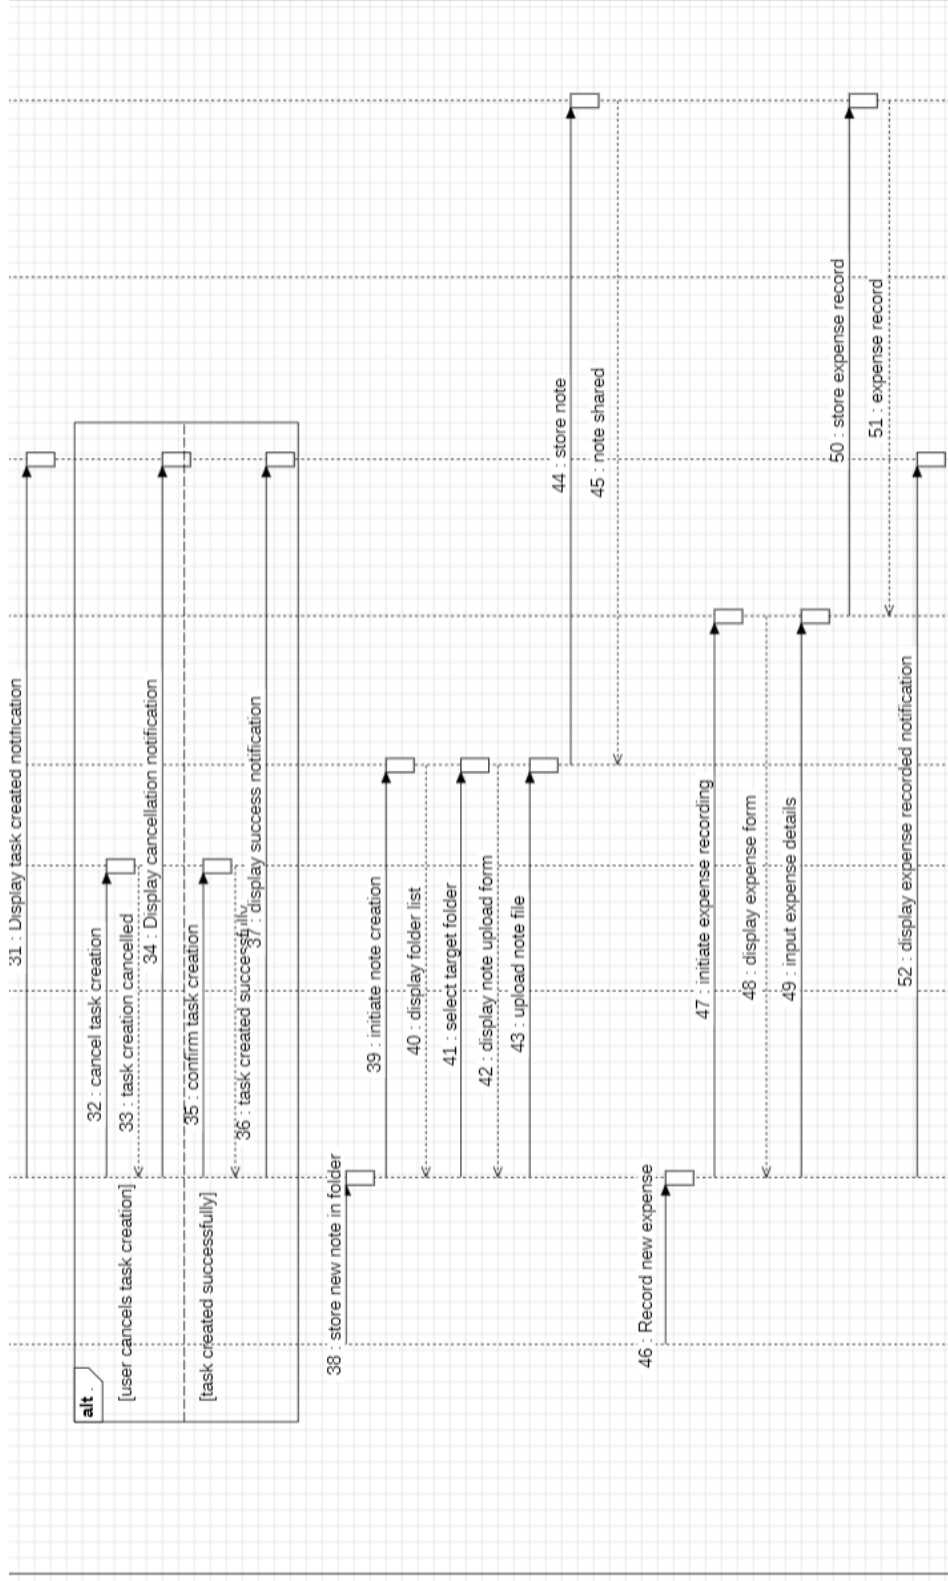 31 : Display task created notification
alt .
[user cancels task creation]
32 : cancel task creation
33 : task creation cancelled
34 : Display cancellation notification
[task created successfully]
35 : confirm task creation
36 : task created successfully
37 : display success notification
38 : store new note in folder
39 : initiate note creation
40 : display folder list
41 : select target folder
42 : display note upload form
43 : upload note file
44 : store note
45 : note shared
46 : Record new expense
47 : initiate expense recording
48 : display expense form
49 : input expense details
50 : store expense record
51 : expense record
52 : display expense recorded notification